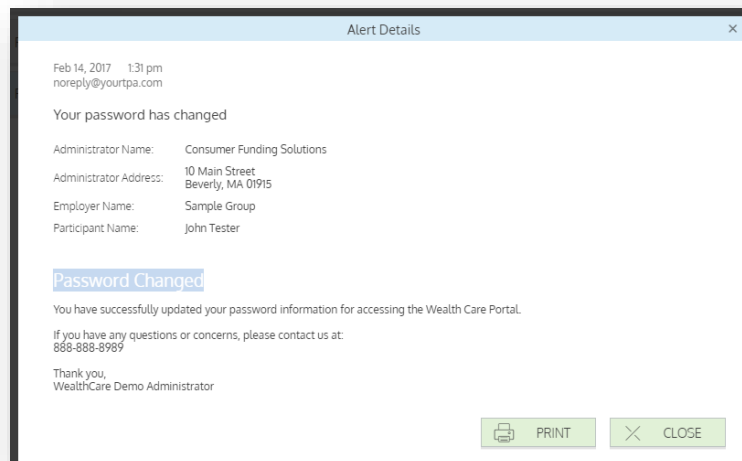 Alert Details
Feb 14, 2017 1:31 pm
noreply@yourtpa.com
Your password has changed
Administrator Name: Consumer Funding Solutions
Administrator Address: 10 Main Street
Beverly, MA 01915
Employer Name: Sample Group
Participant Name: John Tester
Password Changed
You have successfully updated your password information for accessing the Wealth Care Portal.
If you have any questions or concerns, please contact us at:
888-888-8989
Thank you,
WealthCare Demo Administrator
PRINT CLOSE